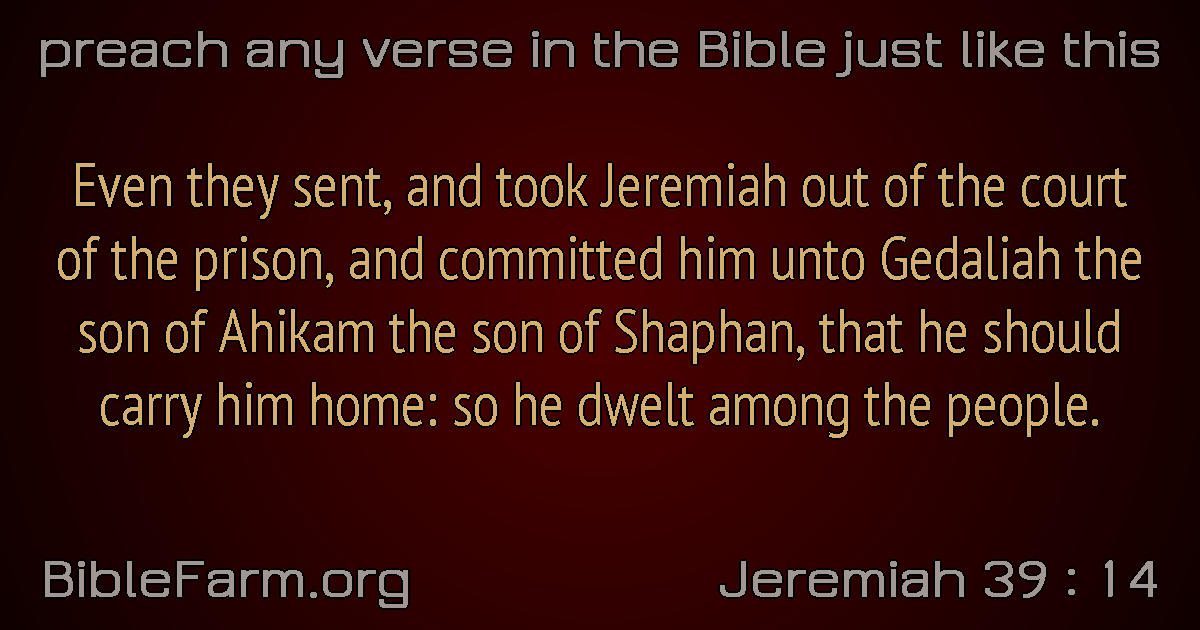 preach any verse in the Bible just like this
Even they sent, and took Jeremiah out of the court
of the prison, and committed him unto Gedaliah the
son of Ahikam the son of Shaphan, that he should
carry him home: so he dwelt among the people.
BibleFarm.org
Jeremiah 39 : 14